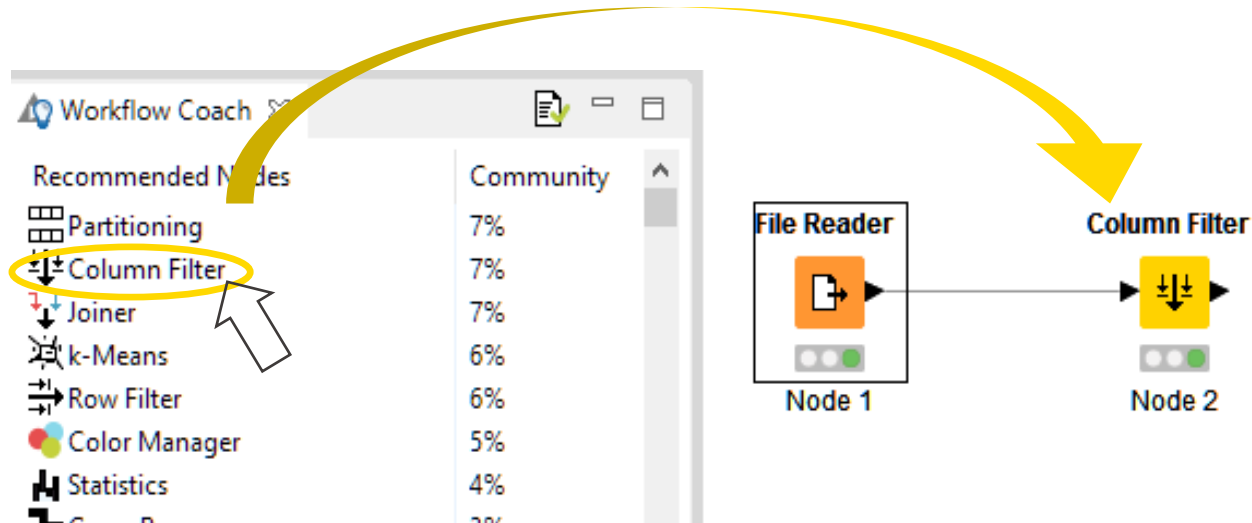 Workflow Coach
Recommended Nodes Community
Partitioning 7%
Column Filter 7%
Joiner 7%
k-Means 6%
Row Filter 6%
Color Manager 5%
Statistics 4%
File Reader
Node 1
Column Filter
Node 2